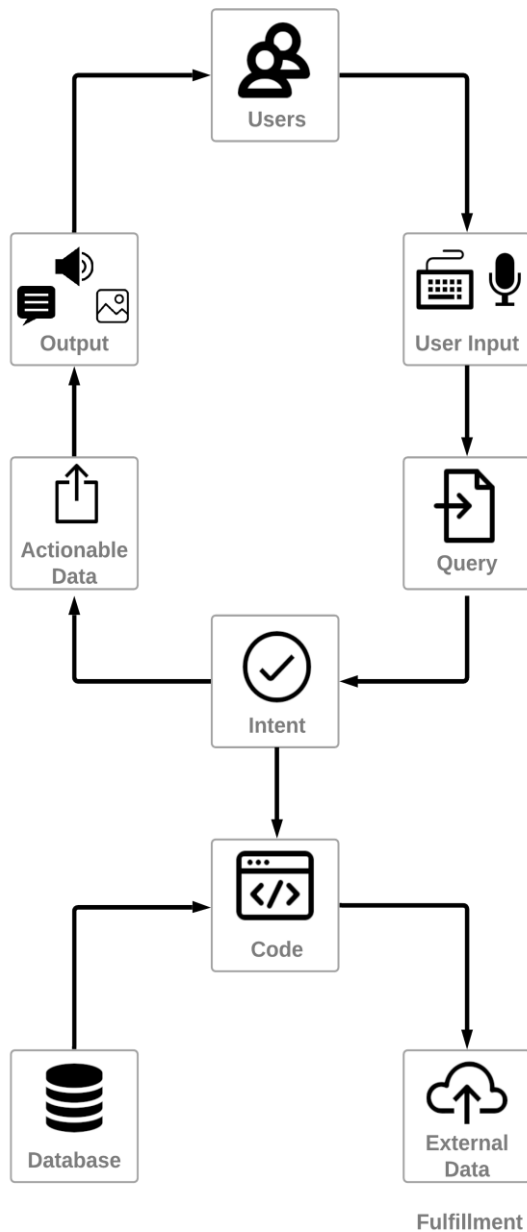 Users
Output
User Input
Actionable
Data
Query
Intent
Code
Database
External
Data
Fulfillment